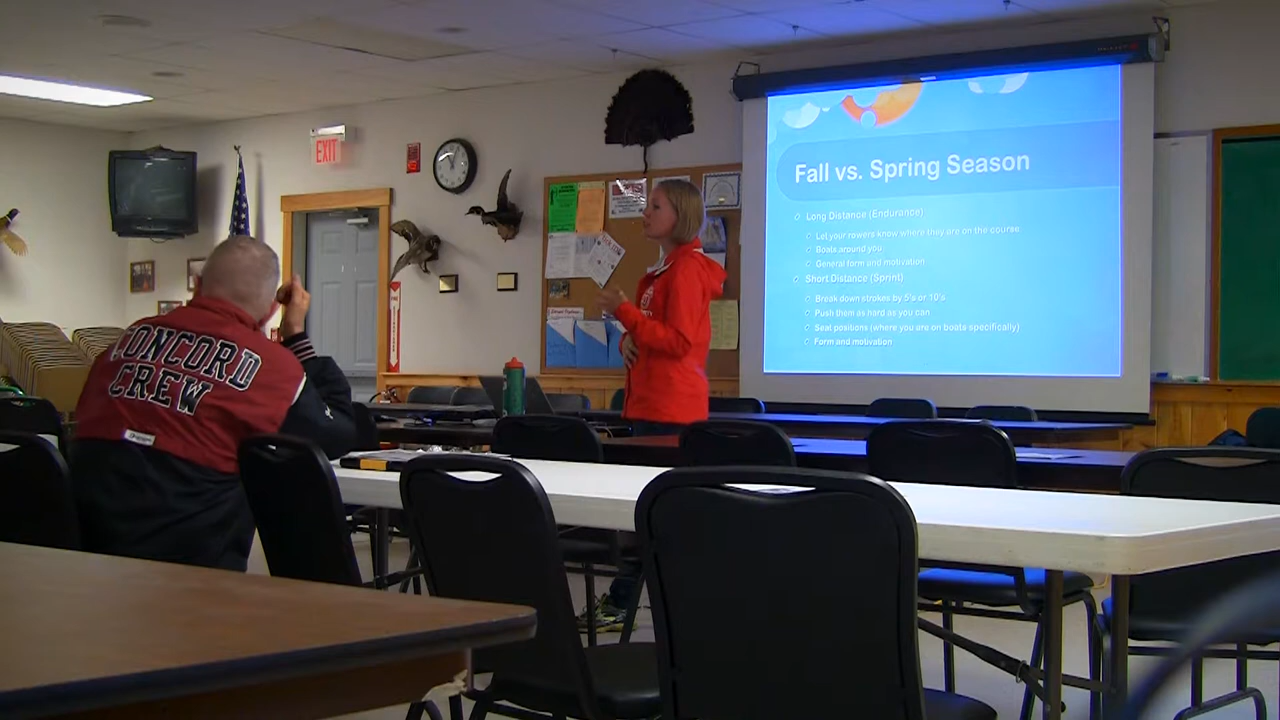 EXIT
FIRE
Fall vs. Spring Season
Long Distance (Endurance)
Let your rowers know where they are on the course
Boats around you
General form and motivation
Short Distance (Sprint)
Break down strokes by 5's or 10's
Push them as hard as you can
Seat positions (where you are on boats specifically)
Form and motivation
CONCORD
CREW